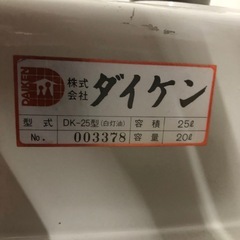 DAIKEN
株式会社 ダイケン
型式 DK-25型(白灯油) 容積 25ℓ
No. 003378 容量 20ℓ